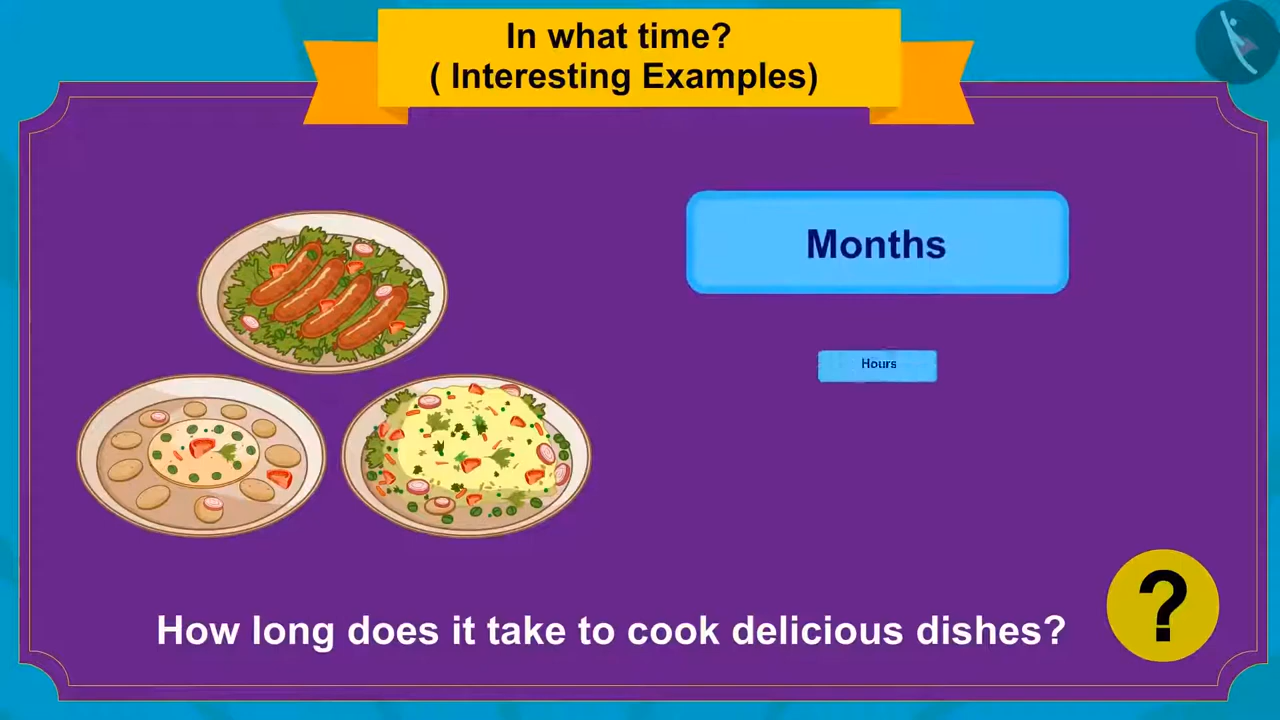 In what time?
( Interesting Examples)
Months
Hours
How long does it take to cook delicious dishes?
?